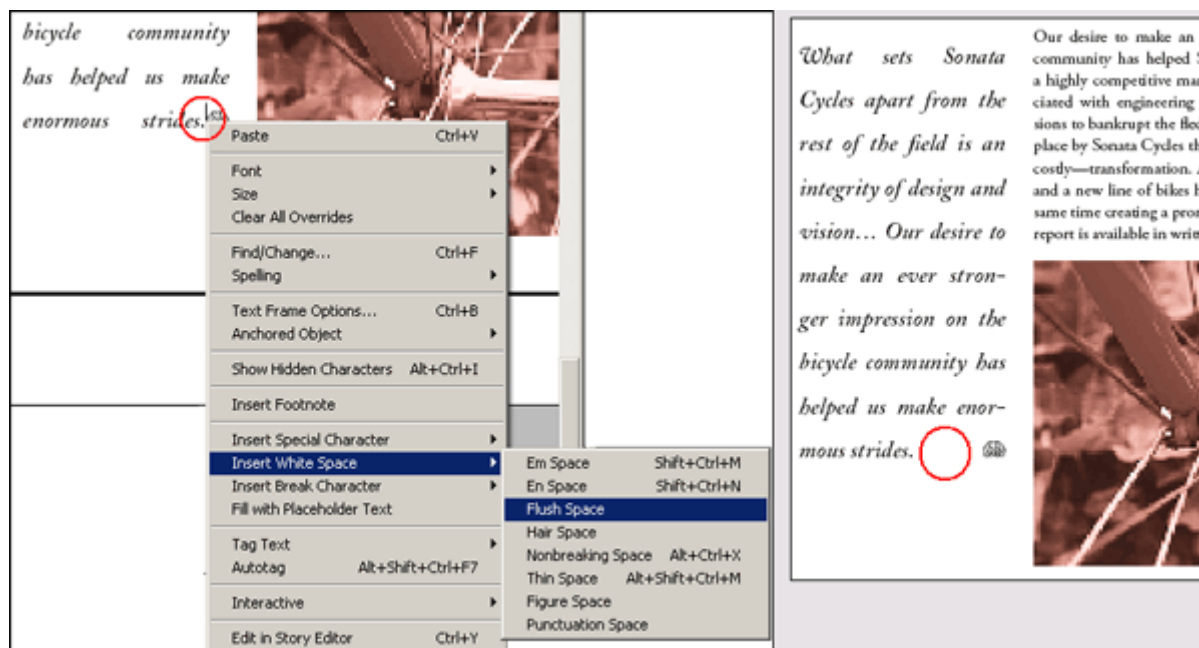 bicycle community
has helped us make
enormous strides.
Paste Ctrl+V
Font
Size
Clear All Overrides
Find/Change... Ctrl+F
Spelling
Text Frame Options... Ctrl+B
Anchored Object
Show Hidden Characters Alt+Ctrl+I
Insert Footnote
Insert Special Character
Insert White Space
Insert Break Character
Fill with Placeholder Text
Tag Text
Autotag Alt+Shift+Ctrl+F7
Interactive
Edit in Story Editor Ctrl+Y
Em Space Shift+Ctrl+M
En Space Shift+Ctrl+N
Flush Space
Hair Space
Nonbreaking Space Alt+Ctrl+X
Thin Space Alt+Shift+Ctrl+M
Figure Space
Punctuation Space
What sets Sonata
Cycles apart from the
rest of the field is an
integrity of design and
vision... Our desire to
make an ever stron-
ger impression on the
bicycle community has
helped us make enor-
mous strides.
Our desire to make an
community has helped
a highly competitive
ciated with engineering
sions to bankrupt the
place by Sonata Cycles
costly—transformation.
and a new line of bikes
same time creating a
report is available in